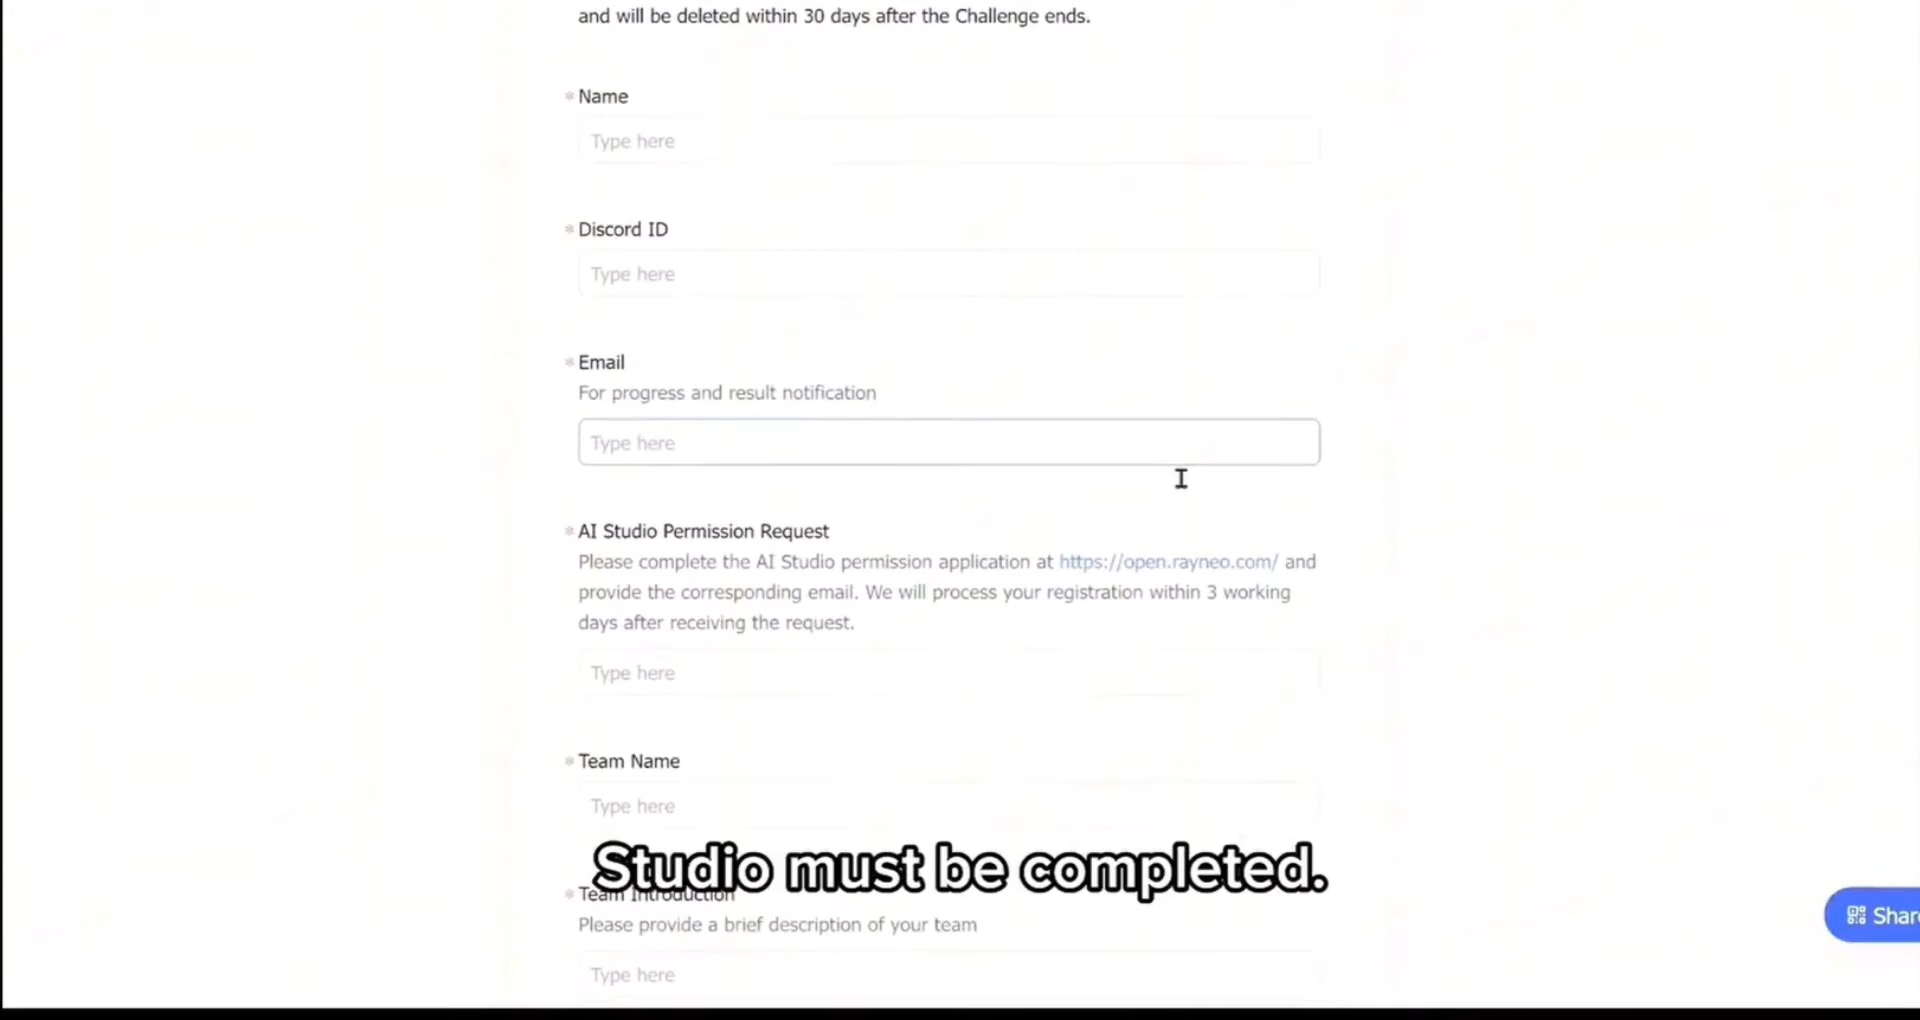 and will be deleted within 30 days after the Challenge ends.
* Name
Type here
* Discord ID
Type here
* Email
For progress and result notification
Type here
* AI Studio Permission Request
Please complete the AI Studio permission application at https://open.rayneo.com/ and
provide the corresponding email. We will process your registration within 3 working
days after receiving the request.
Type here
* Team Name
Type here
Studio must be completed.
* Team Introduction
Please provide a brief description of your team
Type here
Share